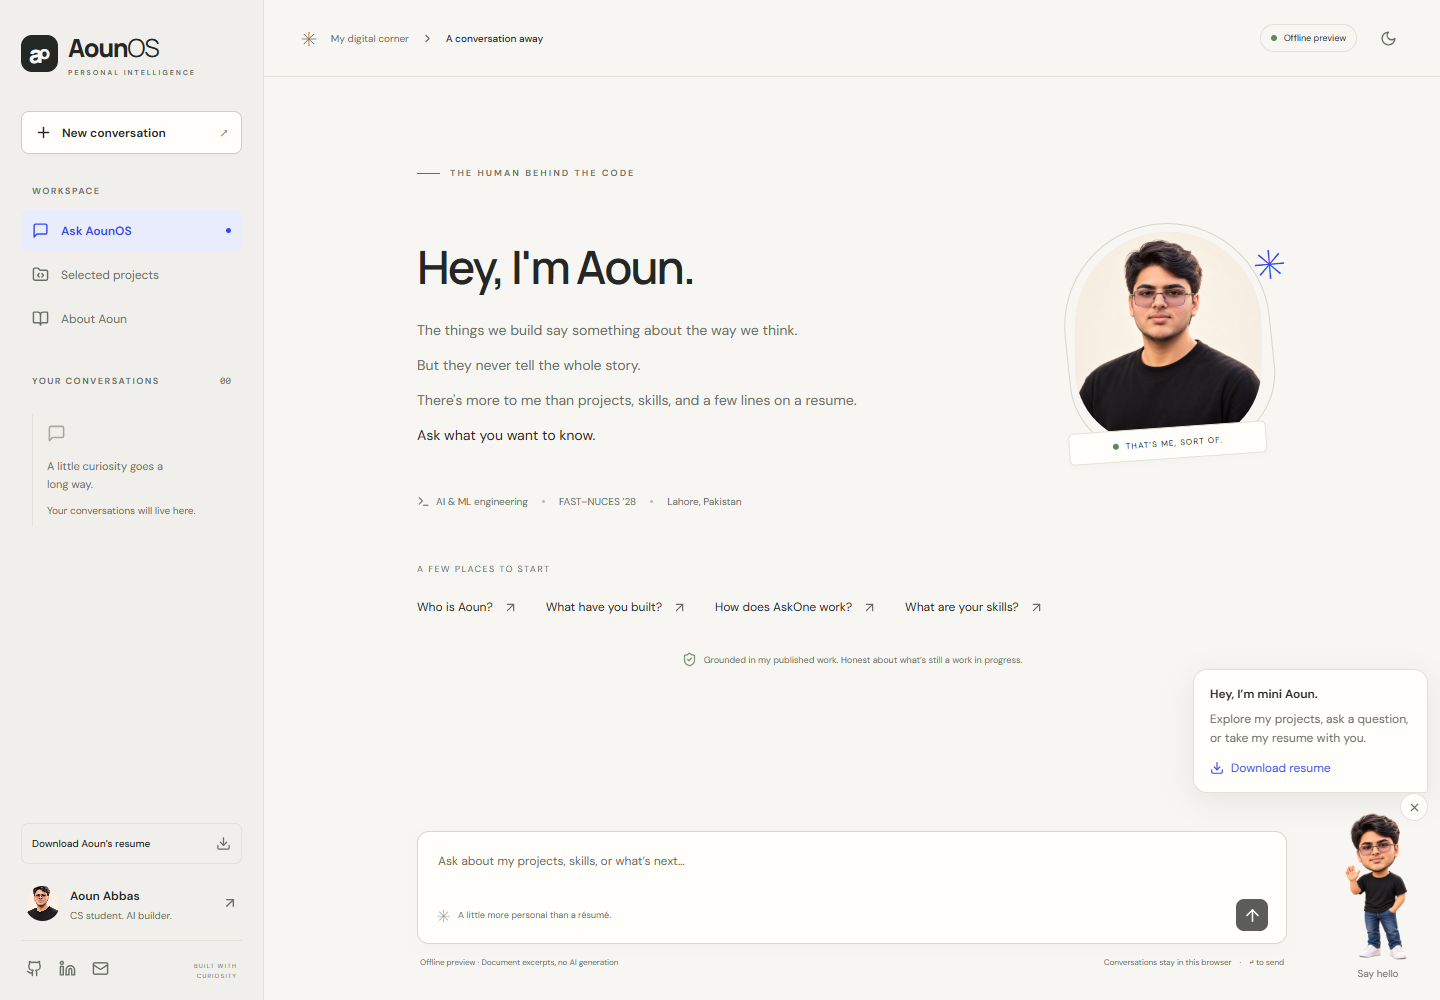 ap
AounOS
PERSONAL INTELLIGENCE
New conversation
WORKSPACE
Ask AounOS
Selected projects
About Aoun
YOUR CONVERSATIONS 00
A little curiosity goes a
long way.
Your conversations will live here.
Download Aoun's resume
Aoun Abbas
CS student. AI builder.
BUILT WITH
CURIOSITY
My digital corner
A conversation away
Offline preview
THE HUMAN BEHIND THE CODE
Hey, I'm Aoun.
The things we build say something about the way we think.
But they never tell the whole story.
There's more to me than projects, skills, and a few lines on a resume.
Ask what you want to know.
THAT'S ME, SORT OF.
AI & ML engineering • FAST–NUCES '28 • Lahore, Pakistan
A FEW PLACES TO START
Who is Aoun?
What have you built?
How does AskOne work?
What are your skills?
Grounded in my published work. Honest about what's still a work in progress.
Hey, I'm mini Aoun.
Explore my projects, ask a question,
or take my resume with you.
Download resume
Ask about my projects, skills, or what's next…
A little more personal than a résumé.
Offline preview · Document excerpts, no AI generation
Conversations stay in this browser · ↵ to send
Say hello